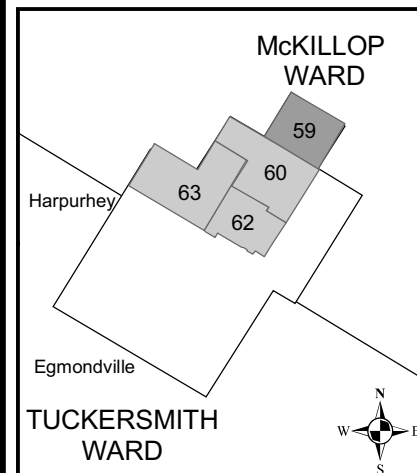 McKILLOP
WARD
59
60
63
Harpurhey
62
Egmondville
TUCKERSMITH
WARD
N
W E
S